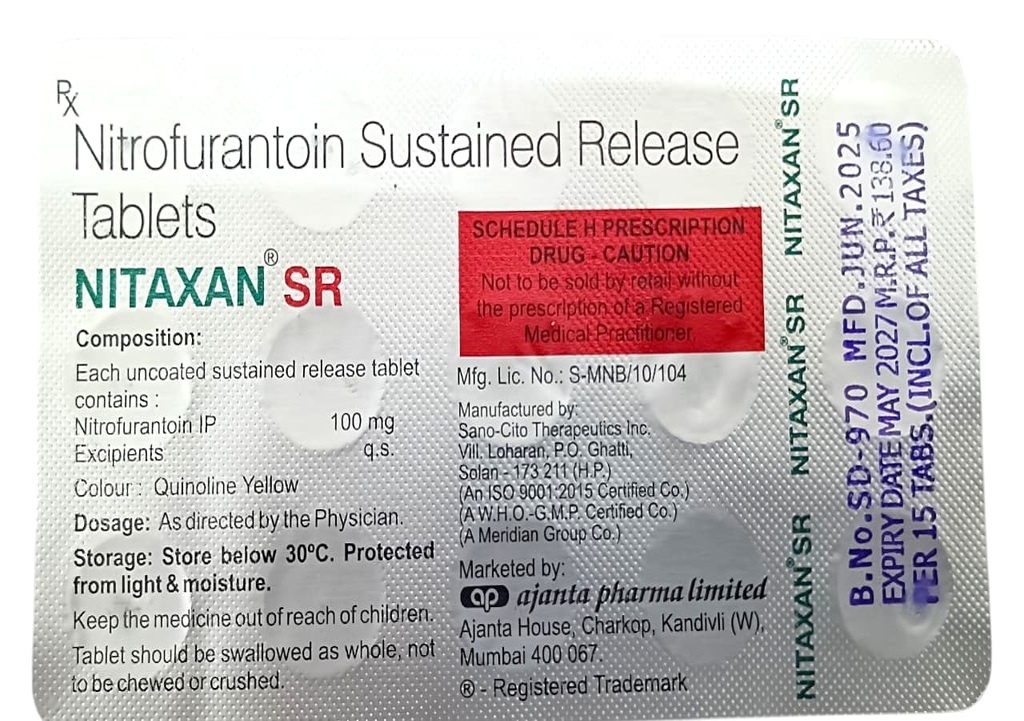 Rx
Nitrofurantoin Sustained Release
Tablets
NITAXAN® SR
Composition:
Each uncoated sustained release tablet
contains :
Nitrofurantoin IP 100 mg
Excipients q.s.
Colour : Quinoline Yellow
Dosage: As directed by the Physician.
Storage: Store below 30ºC. Protected
from light & moisture.
Keep the medicine out of reach of children.
Tablet should be swallowed as whole, not
to be chewed or crushed.
SCHEDULE H PRESCRIPTION
DRUG - CAUTION
Not to be sold by retail without
the prescription of a Registered
Medical Practitioner
Mfg. Lic. No.: S-MNB/10/104
Manufactured by:
Sano-Cito Therapeutics Inc.
Vill. Loharan, P.O. Ghatti,
Solan - 173 211 (H.P.)
(An ISO 9001:2015 Certified Co.)
(A W.H.O.-G.M.P. Certified Co.)
(A Meridian Group Co.)
Marketed by:
ap ajanta pharma limited
Ajanta House, Charkop, Kandivli (W),
Mumbai 400 067.
® - Registered Trademark
NITAXAN® SR NITAXAN® SR NITAXAN® SR NITAXAN® SR
B.No.SD-970 MFD.JUN.2025
EXPIRY DATE MAY 2027 M.R.P.₹ 138.60
PER 15 TABS.(INCL.OF ALL TAXES)